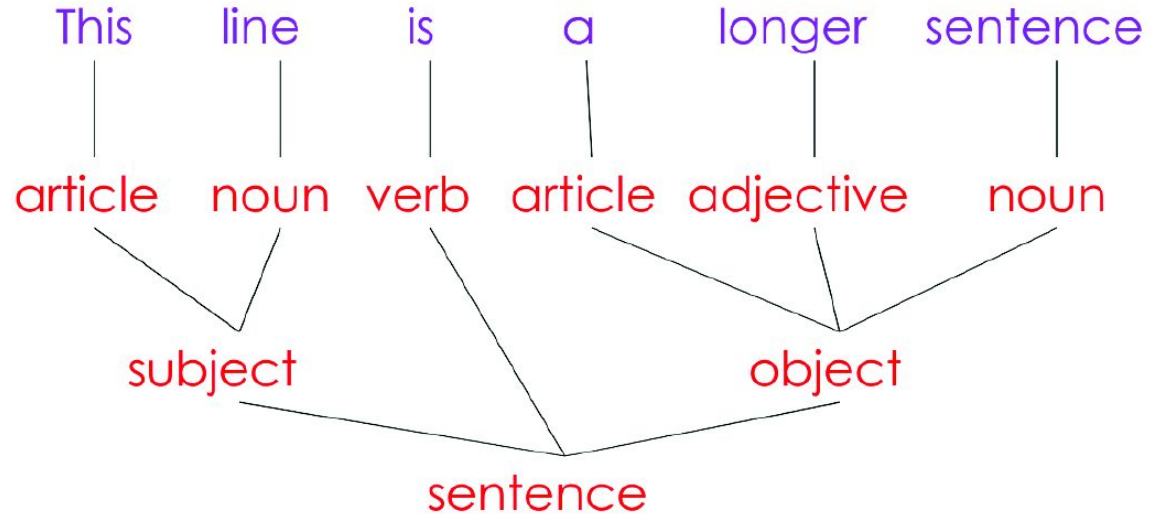 This line is a longer sentence
article noun verb article adjective noun
subject object
sentence